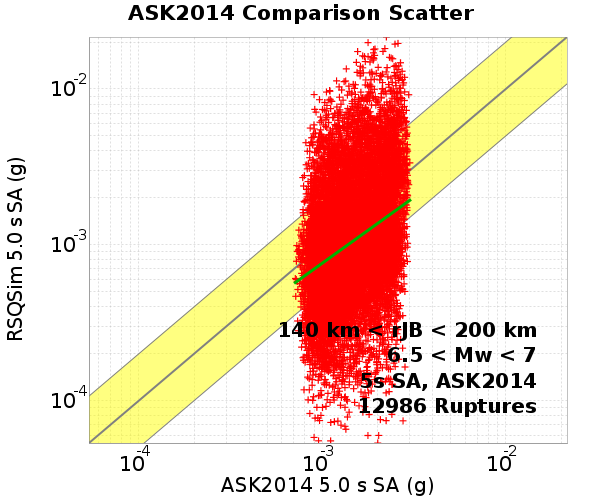 ASK2014 Comparison Scatter
RSQSim 5.0 s SA (g)
10-2
10-3
10-4
140 km < rJB < 200 km
6.5 < Mw < 7
5s SA, ASK2014
12986 Ruptures
10-4
10-3
10-2
ASK2014 5.0 s SA (g)